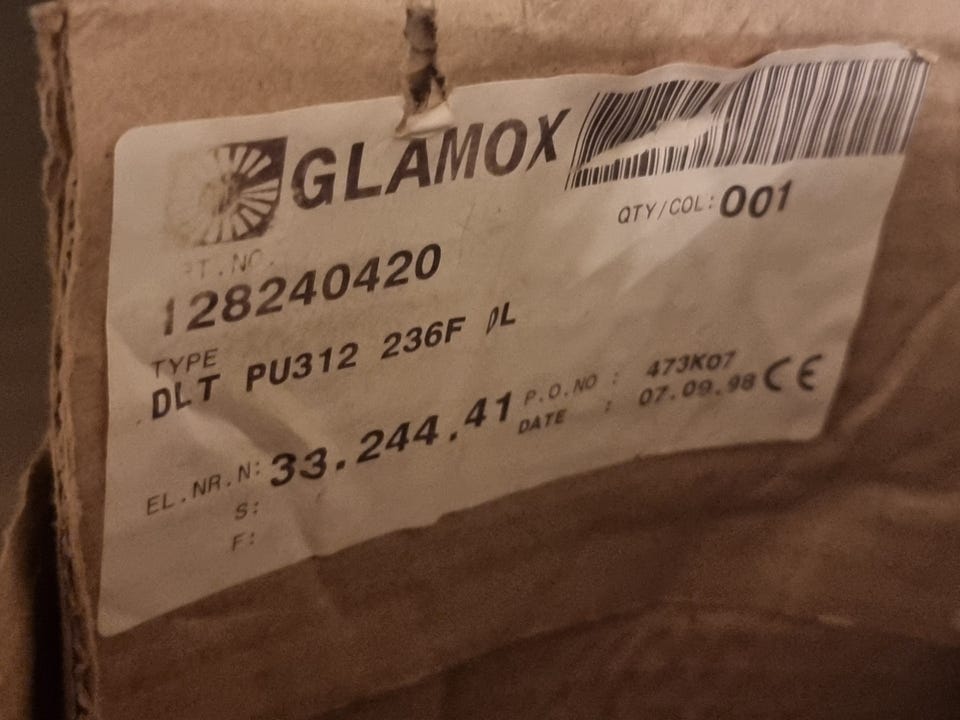 GLAMOX
QTY/COL: 001
128240420
TYPE
DLT PU312 236F
EL.NR.N: 33.244.41
P.O.NO : 473K07
DATE : 07.09.98 CE
S:
F: